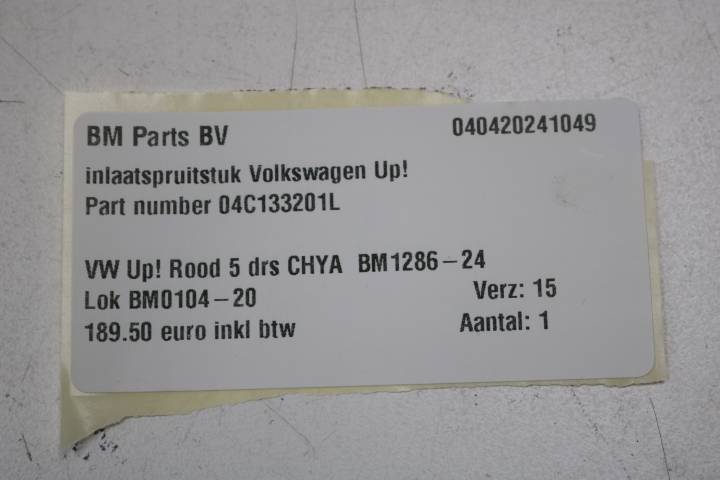 BM Parts BV 040420241049
inlaatspruitstuk Volkswagen Up!
Part number 04C133201L
VW Up! Rood 5 drs CHYA BM1286-24
Lok BM0104-20 Verz: 15
189.50 euro inkl btw Aantal: 1